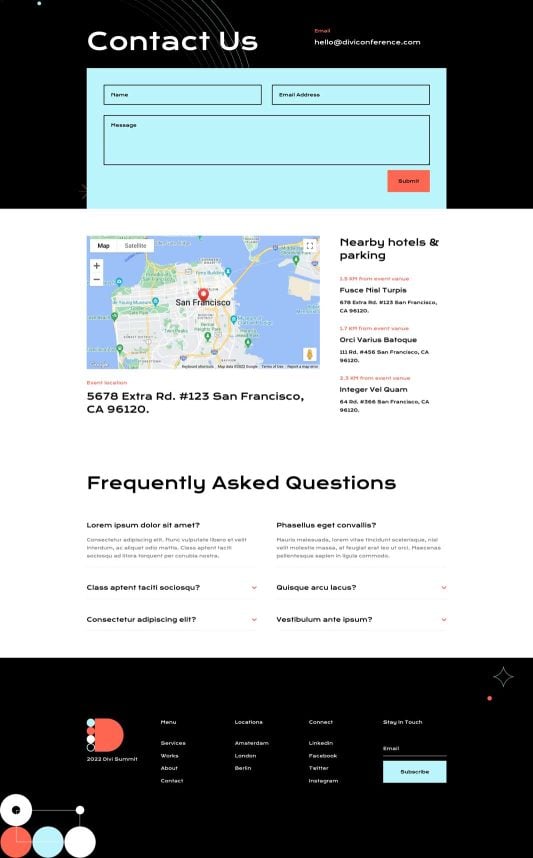 Contact Us
Email
hello@diviconference.com
Name
Email Address
Message
Submit
Map
Satellite
San Francisco
Keyboard shortcuts
Map data ©2022 Google
Terms of Use
Report a map error
Event location
5678 Extra Rd. #123 San Francisco,
CA 96120.
Nearby hotels &
parking
1.5 KM from event venue
Fusce Nisl Turpis
678 Extra Rd. #123 San Francisco,
CA 96120.
1.7 KM from event venue
Orci Varius Batoque
111 Rd. #456 San Francisco, CA
96120.
2.3 KM from event venue
Integer Vel Quam
64 Rd. #366 San Francisco, CA
96120.
Frequently Asked Questions
Lorem ipsum dolor sit amet?
Consectetur adipiscing elit. Nunc vulputate libero et velit
interdum, ac aliquet odio mattis. Class aptent taciti
sociosqu ad litora torquent per conubia nostra.
Phasellus eget convallis?
Mauris malesuada, lorem vitae tincidunt scelerisque, nisl
velit molestie massa, at feugiat erat leo ut orci. Maecenas
pellentesque sapien in ligula commodo.
Class aptent taciti sociosqu?
Quisque arcu lacus?
Consectetur adipiscing elit?
Vestibulum ante ipsum?
2022 Divi Summit
Menu
Services
Works
About
Contact
Locations
Amsterdam
London
Berlin
Connect
Linkedin
Facebook
Twitter
Instagram
Stay In Touch
Email
Subscribe